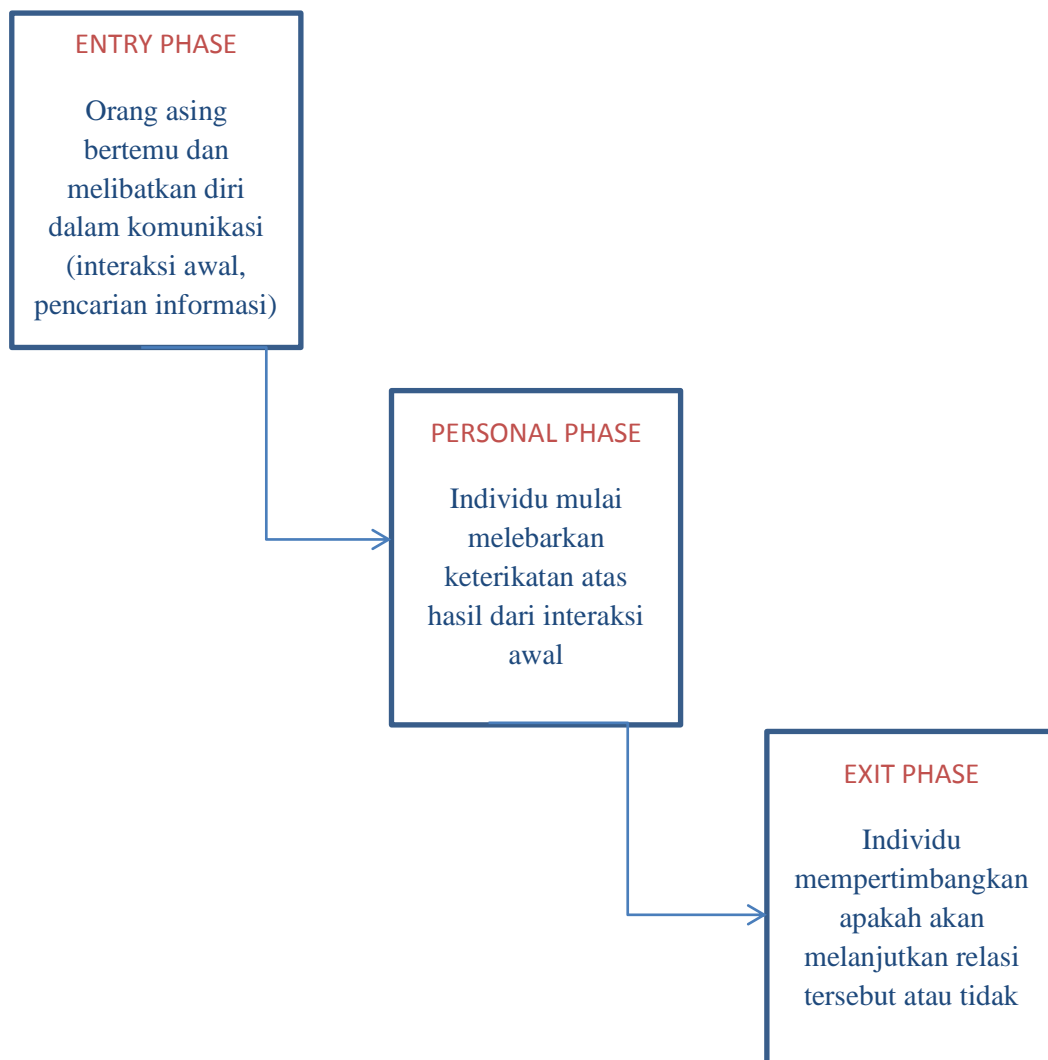 ENTRY PHASE
Orang asing
bertemu dan
melibatkan diri
dalam komunikasi
(interaksi awal,
pencarian informasi)
PERSONAL PHASE
Individu mulai
melebarkan
keterikatan atas
hasil dari interaksi
awal
EXIT PHASE
Individu
mempertimbangkan
apakah akan
melanjutkan relasi
tersebut atau tidak